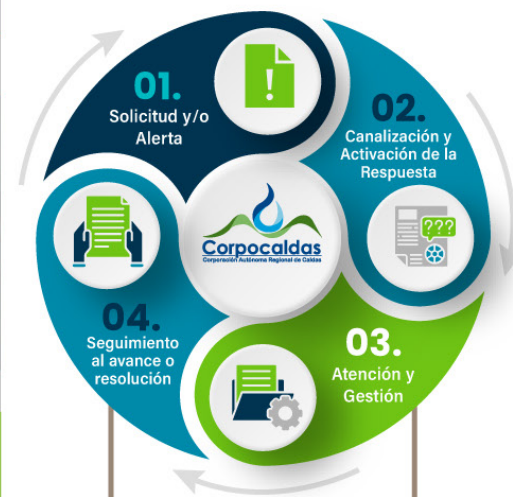 01.
Solicitud y/o
Alerta
!
02.
Canalización y
Activación de la
Respuesta
???
Corpocaldas
Corporación Autónoma Regional de Caldas
03.
Atención y
Gestión
04.
Seguimiento
al avance o
resolución